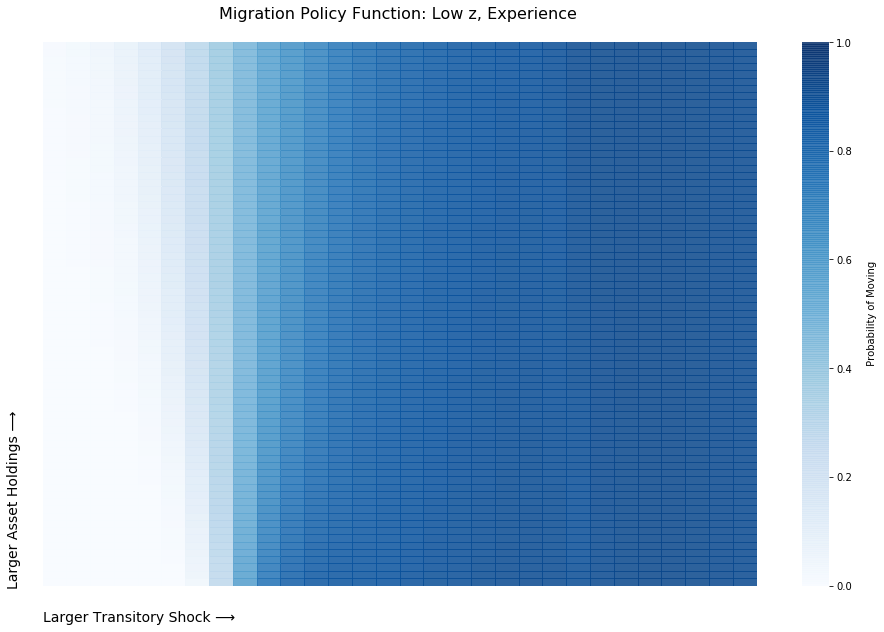 Migration Policy Function: Low z, Experience
1.0
0.8
0.6
0.4
0.2
0.0
Probability of Moving
Larger Asset Holdings ⟶
Larger Transitory Shock ⟶